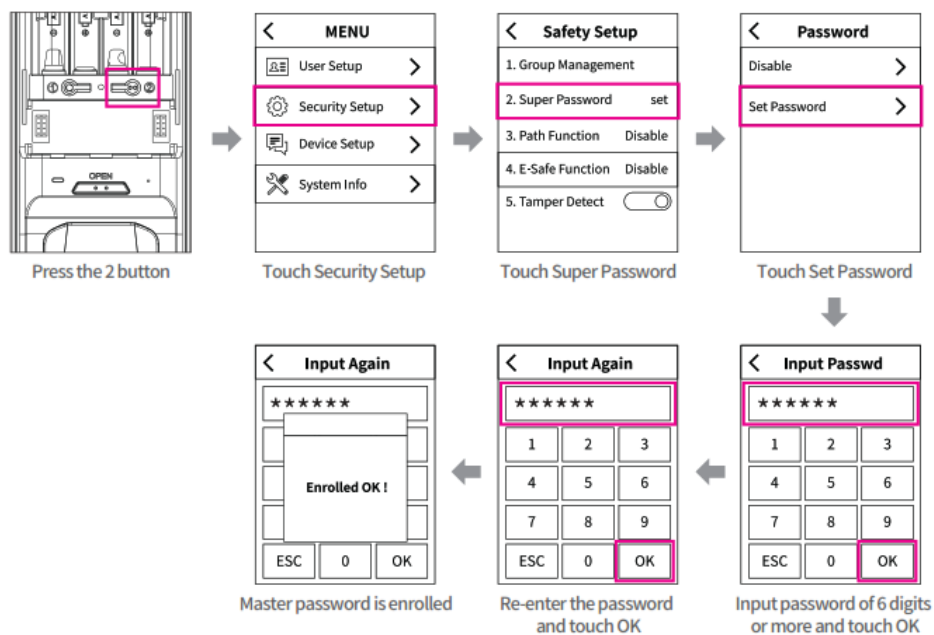 ① ②
OPEN
Press the 2 button
MENU
User Setup
Security Setup
Device Setup
System Info
Touch Security Setup
Safety Setup
1. Group Management
2. Super Password set
3. Path Function Disable
4. E-Safe Function Disable
5. Tamper Detect
Touch Super Password
Password
Disable
Set Password
Touch Set Password
Input Again
******
Enrolled OK !
ESC 0 OK
Master password is enrolled
Input Again
******
1 2 3
4 5 6
7 8 9
ESC 0 OK
Re-enter the password
and touch OK
Input Passwd
******
1 2 3
4 5 6
7 8 9
ESC 0 OK
Input password of 6 digits
or more and touch OK